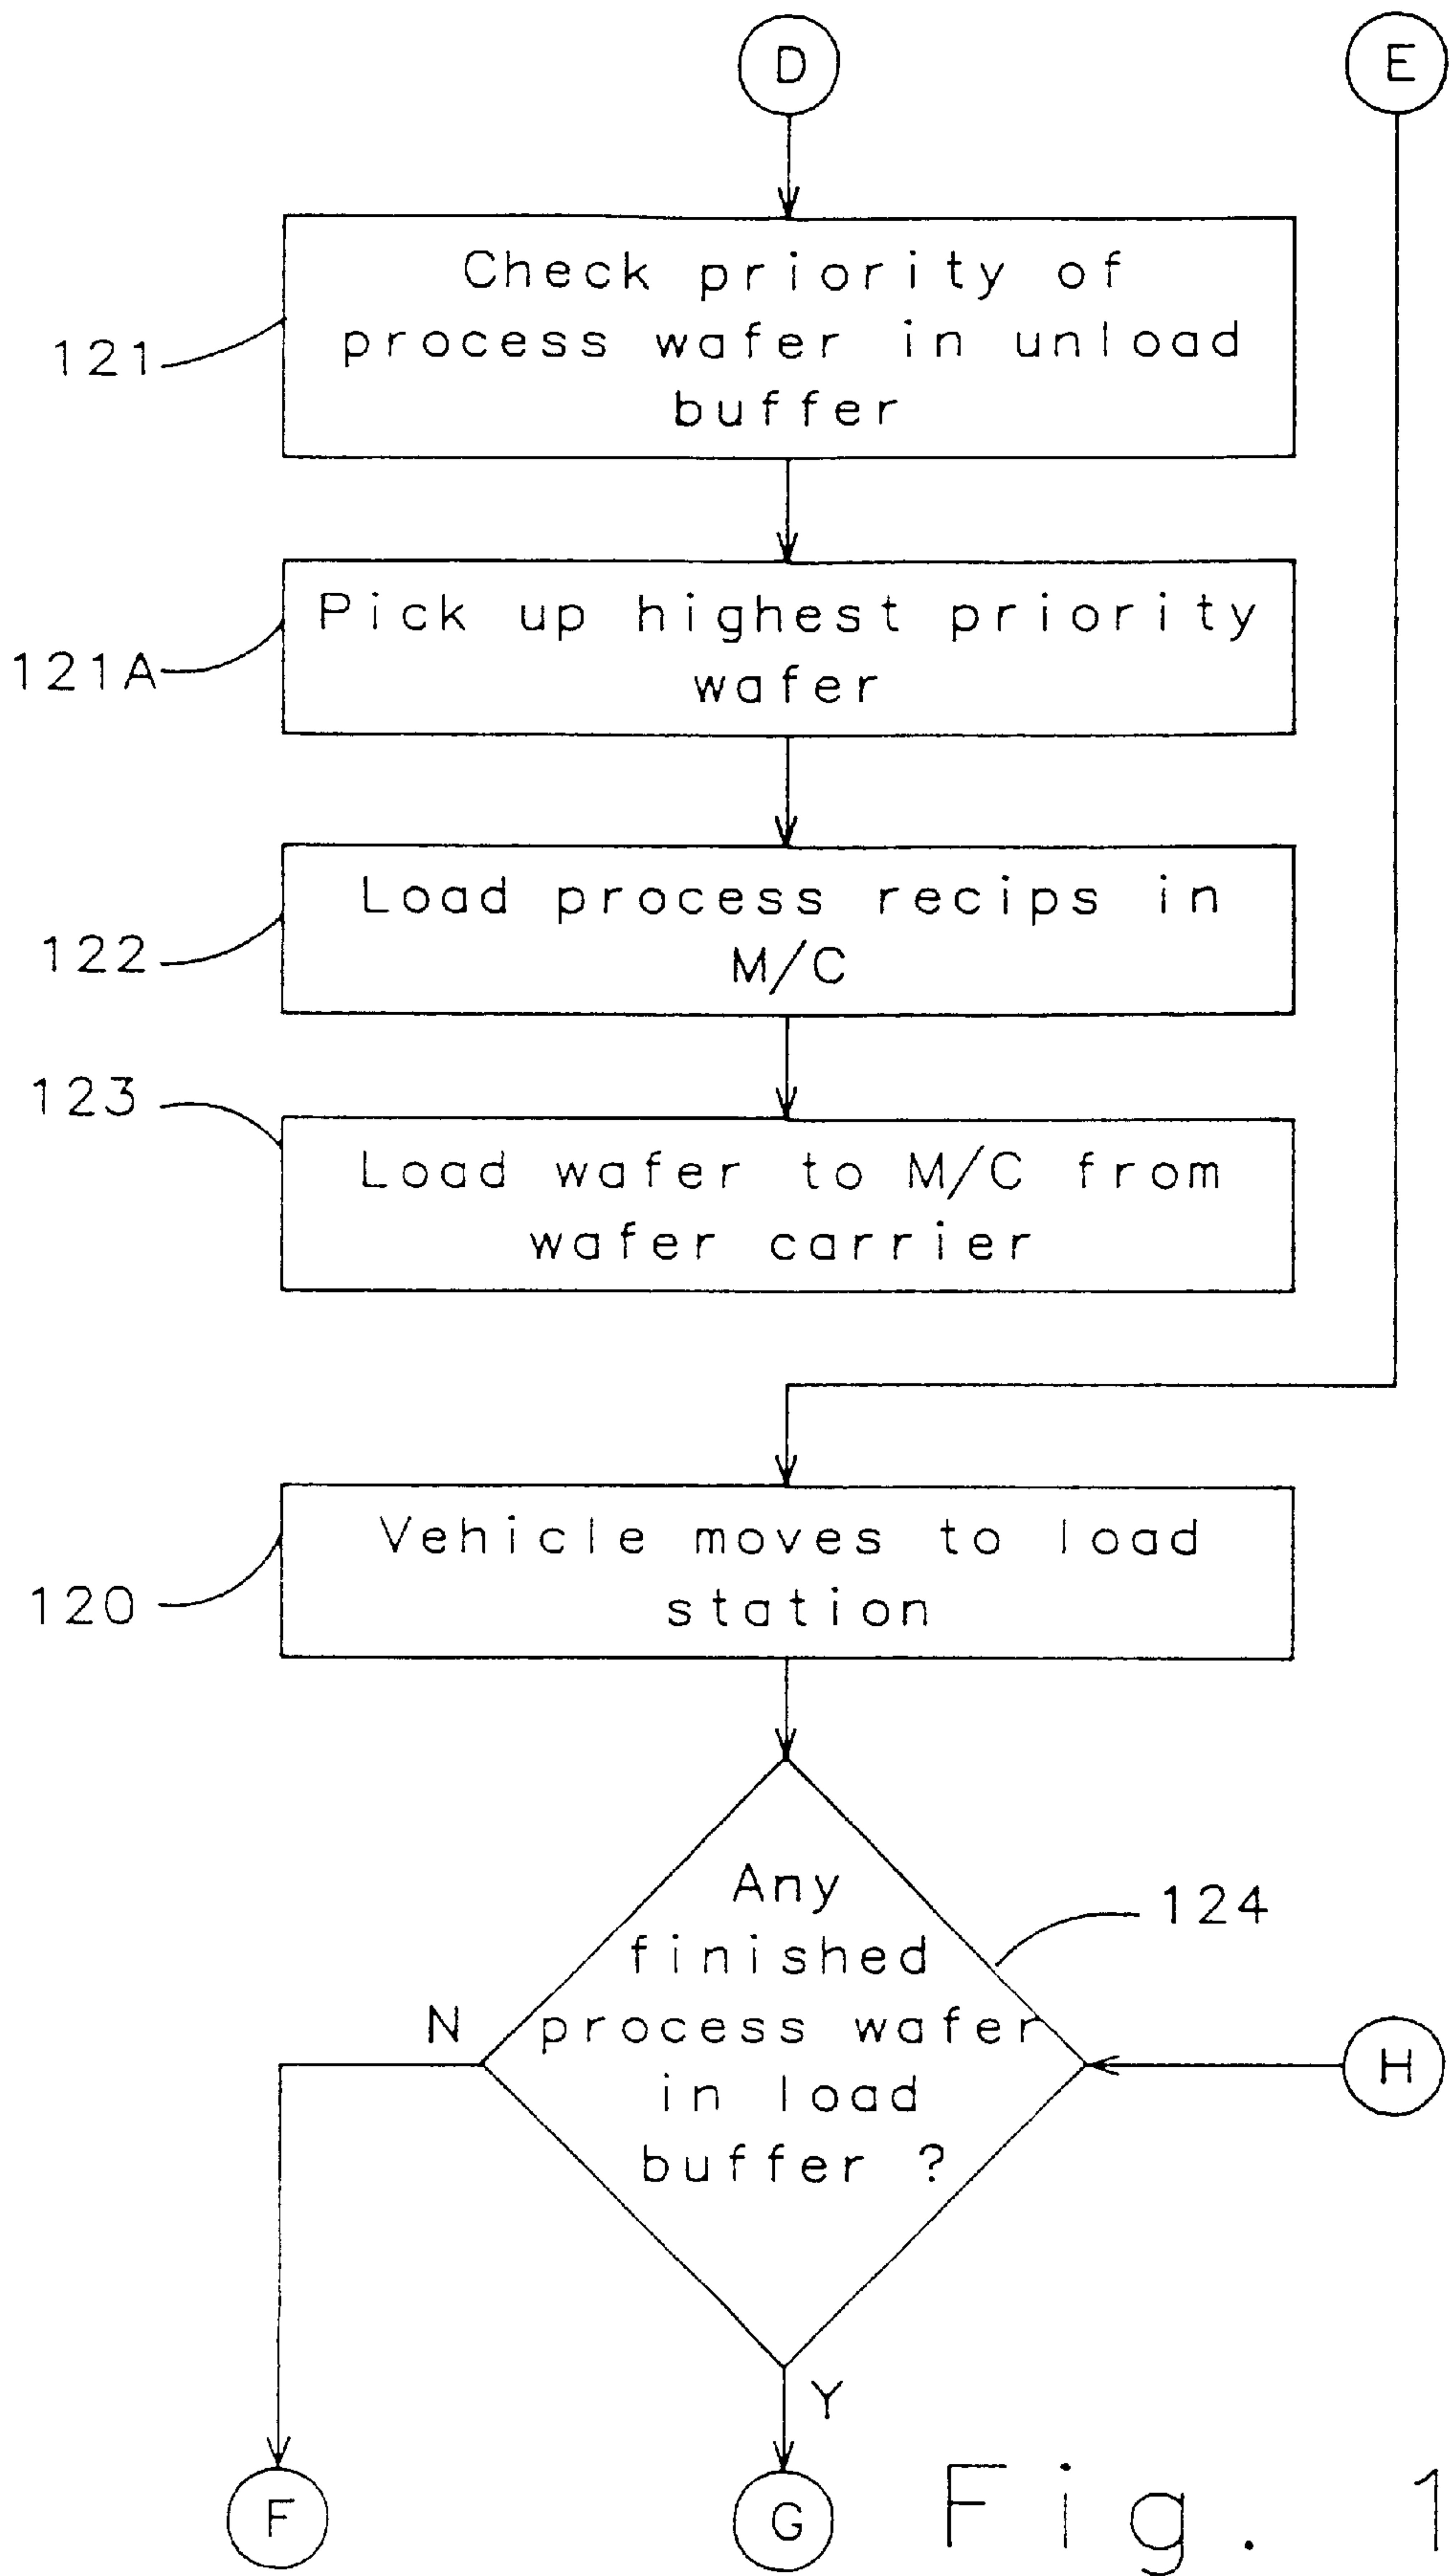 D
E
Check priority of
process wafer in unload
buffer
121
Pick up highest priority
wafer
121A
Load process recips in
M/C
122
123
Load wafer to M/C from
wafer carrier
Vehicle moves to load
station
120
Any
finished
process wafer
in load
buffer ?
124
N
H
Y
F
G
Fig. 1